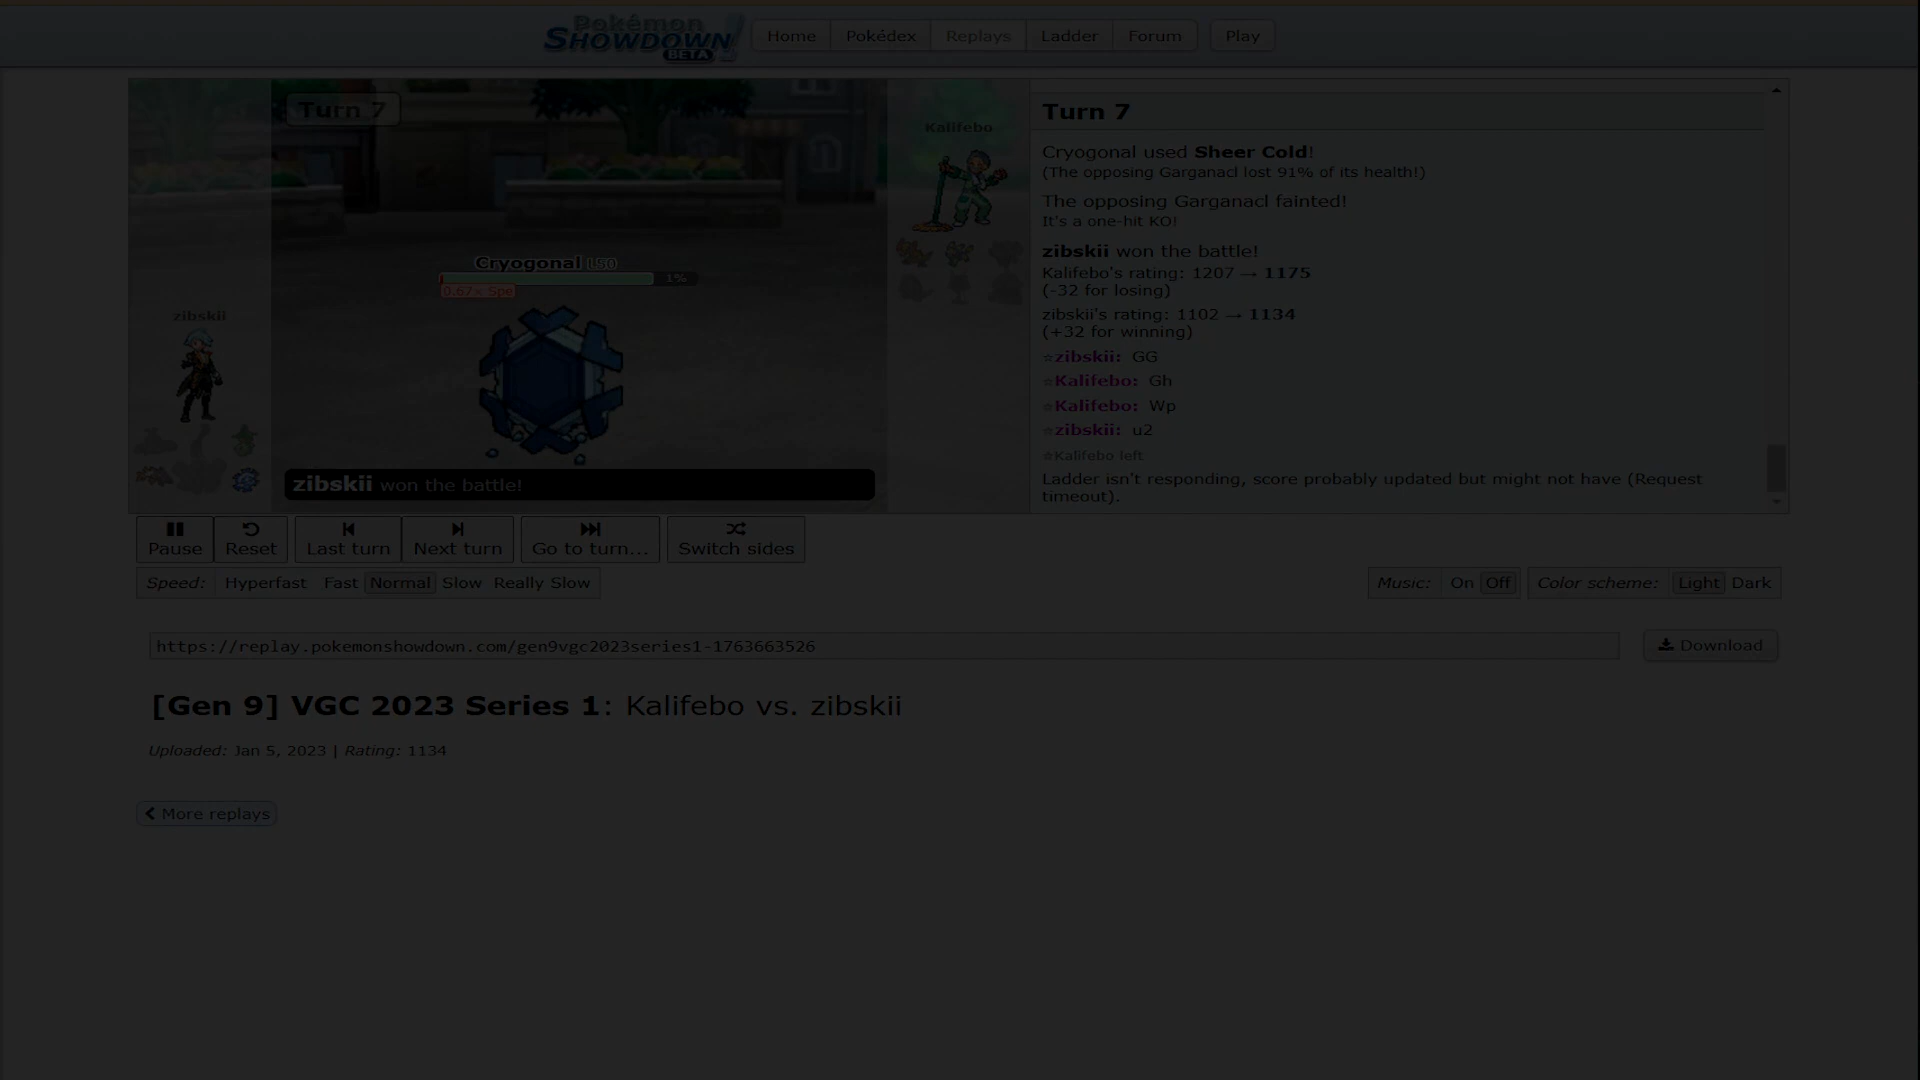 Pokémon
SHOWDOWN!
BETA
Home
Pokédex
Replays
Ladder
Forum
Play
Turn 7
Kalifebo
Cryogonal L50
1%
0.67× Spe
zibskii
zibskii won the battle!
Turn 7
Cryogonal used Sheer Cold!
(The opposing Garganacl lost 91% of its health!)
The opposing Garganacl fainted!
It's a one-hit KO!
zibskii won the battle!
Kalifebo's rating: 1207 → 1175
(-32 for losing)
zibskii's rating: 1102 → 1134
(+32 for winning)
☆zibskii: GG
☆Kalifebo: Gh
☆Kalifebo: Wp
☆zibskii: u2
☆Kalifebo left
Ladder isn't responding, score probably updated but might not have (Request
timeout).
Pause
Reset
Last turn
Next turn
Go to turn...
Switch sides
Speed: Hyperfast Fast Normal Slow Really Slow
Music: On Off
Color scheme: Light Dark
https://replay.pokemonshowdown.com/gen9vgc2023series1-1763663526
Download
[Gen 9] VGC 2023 Series 1: Kalifebo vs. zibskii
Uploaded: Jan 5, 2023 | Rating: 1134
More replays